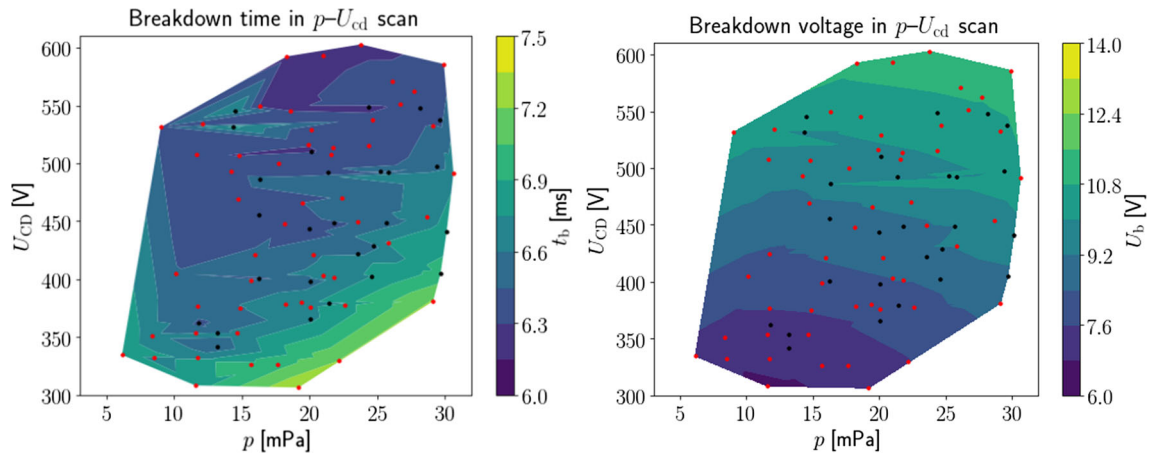 Breakdown time in p–U_cd scan
600
550
500
450
400
350
300
U_CD [V]
5 10 15 20 25 30
p [mPa]
7.5
7.2
6.9
6.6
6.3
6.0
t_b [ms]
Breakdown voltage in p–U_cd scan
600
550
500
450
400
350
300
U_CD [V]
5 10 15 20 25 30
p [mPa]
14.0
12.4
10.8
9.2
7.6
6.0
U_b [V]